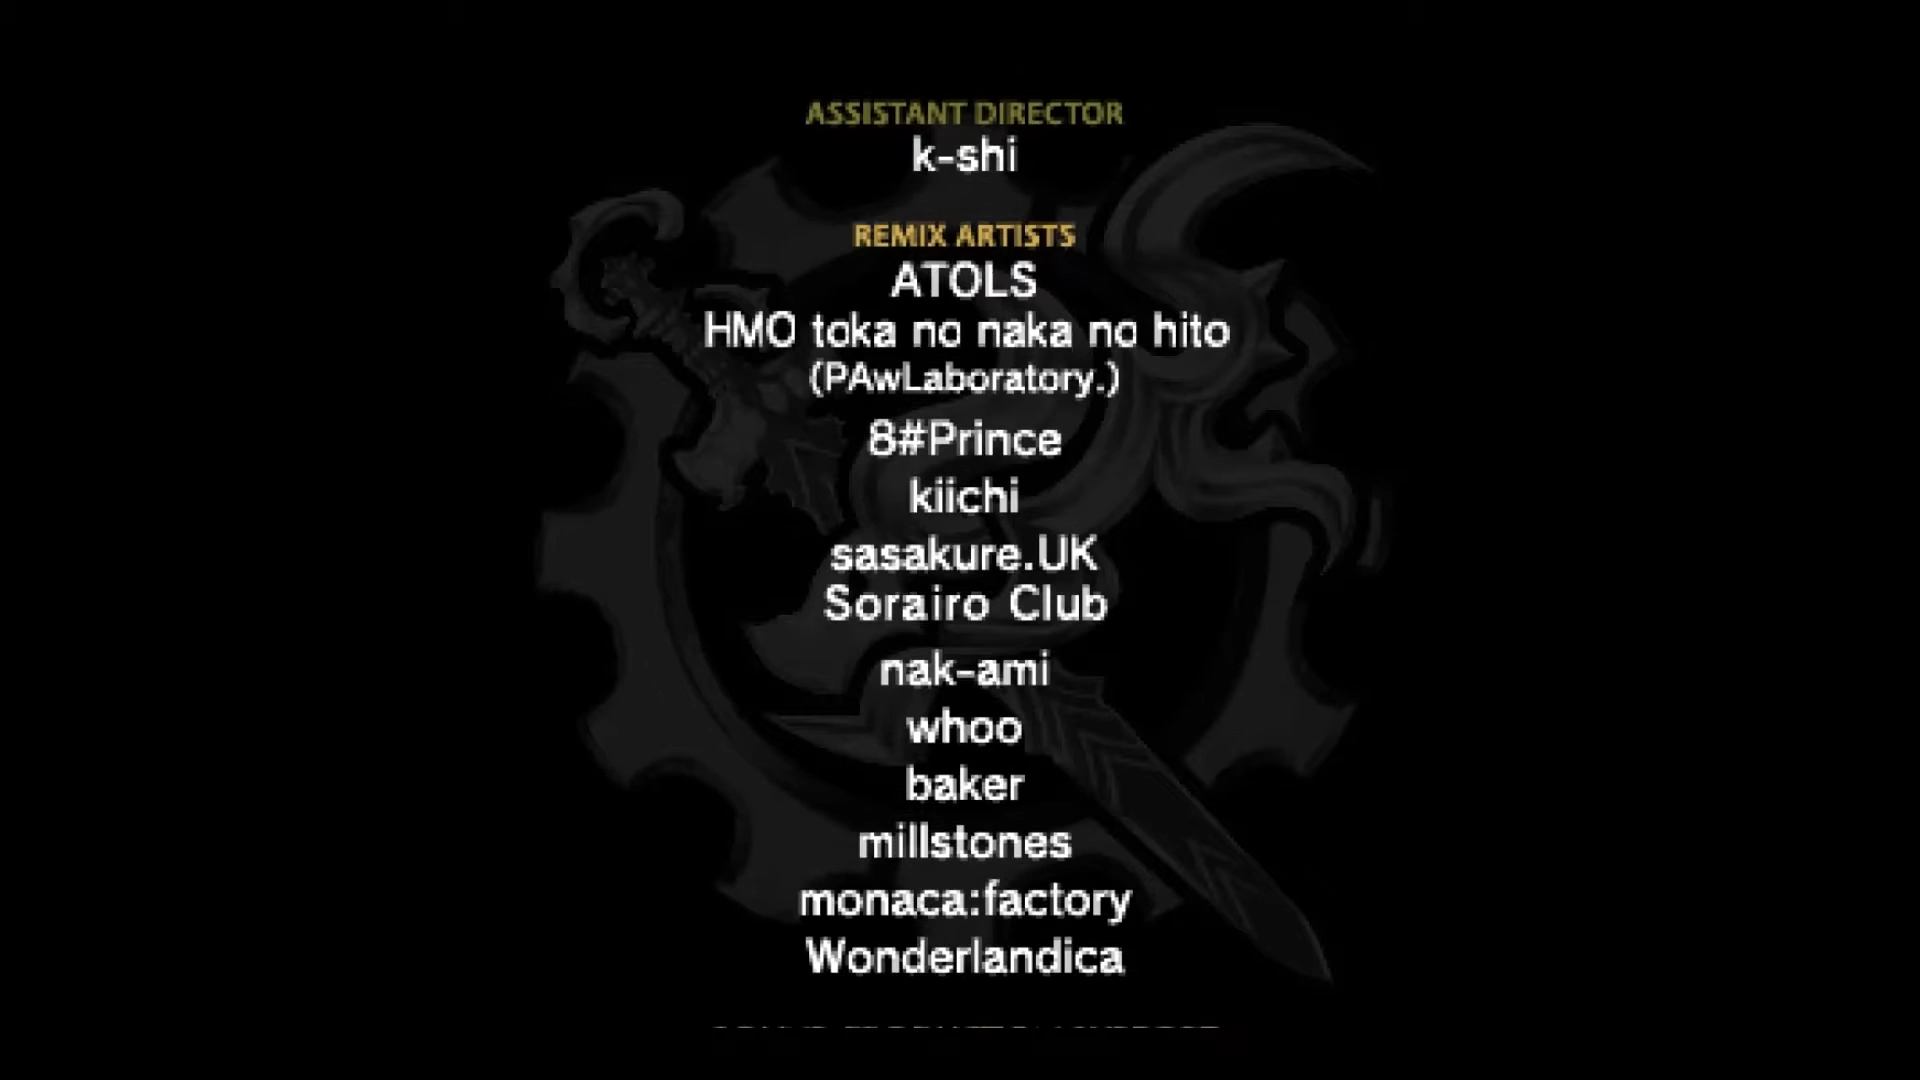 ASSISTANT DIRECTOR
k-shi
REMIX ARTISTS
ATOLS
HMO toka no naka no hito
(PAwLaboratory.)
8#Prince
kiichi
sasakure.UK
Sorairo Club
nak-ami
whoo
baker
millstones
monaca:factory
Wonderlandica